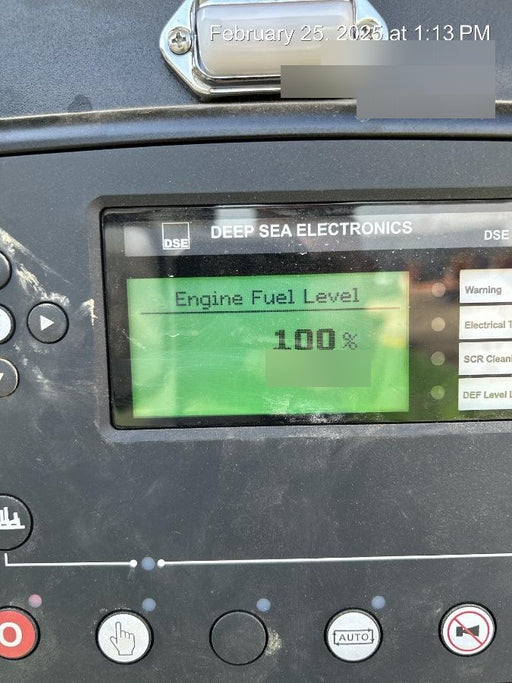 February 25, 2025 at 1:13 PM
DSE
DEEP SEA ELECTRONICS
DSE
Engine Fuel Level
100 %
Warning
Electrical T
SCR Cleani
DEF Level L
O
AUTO